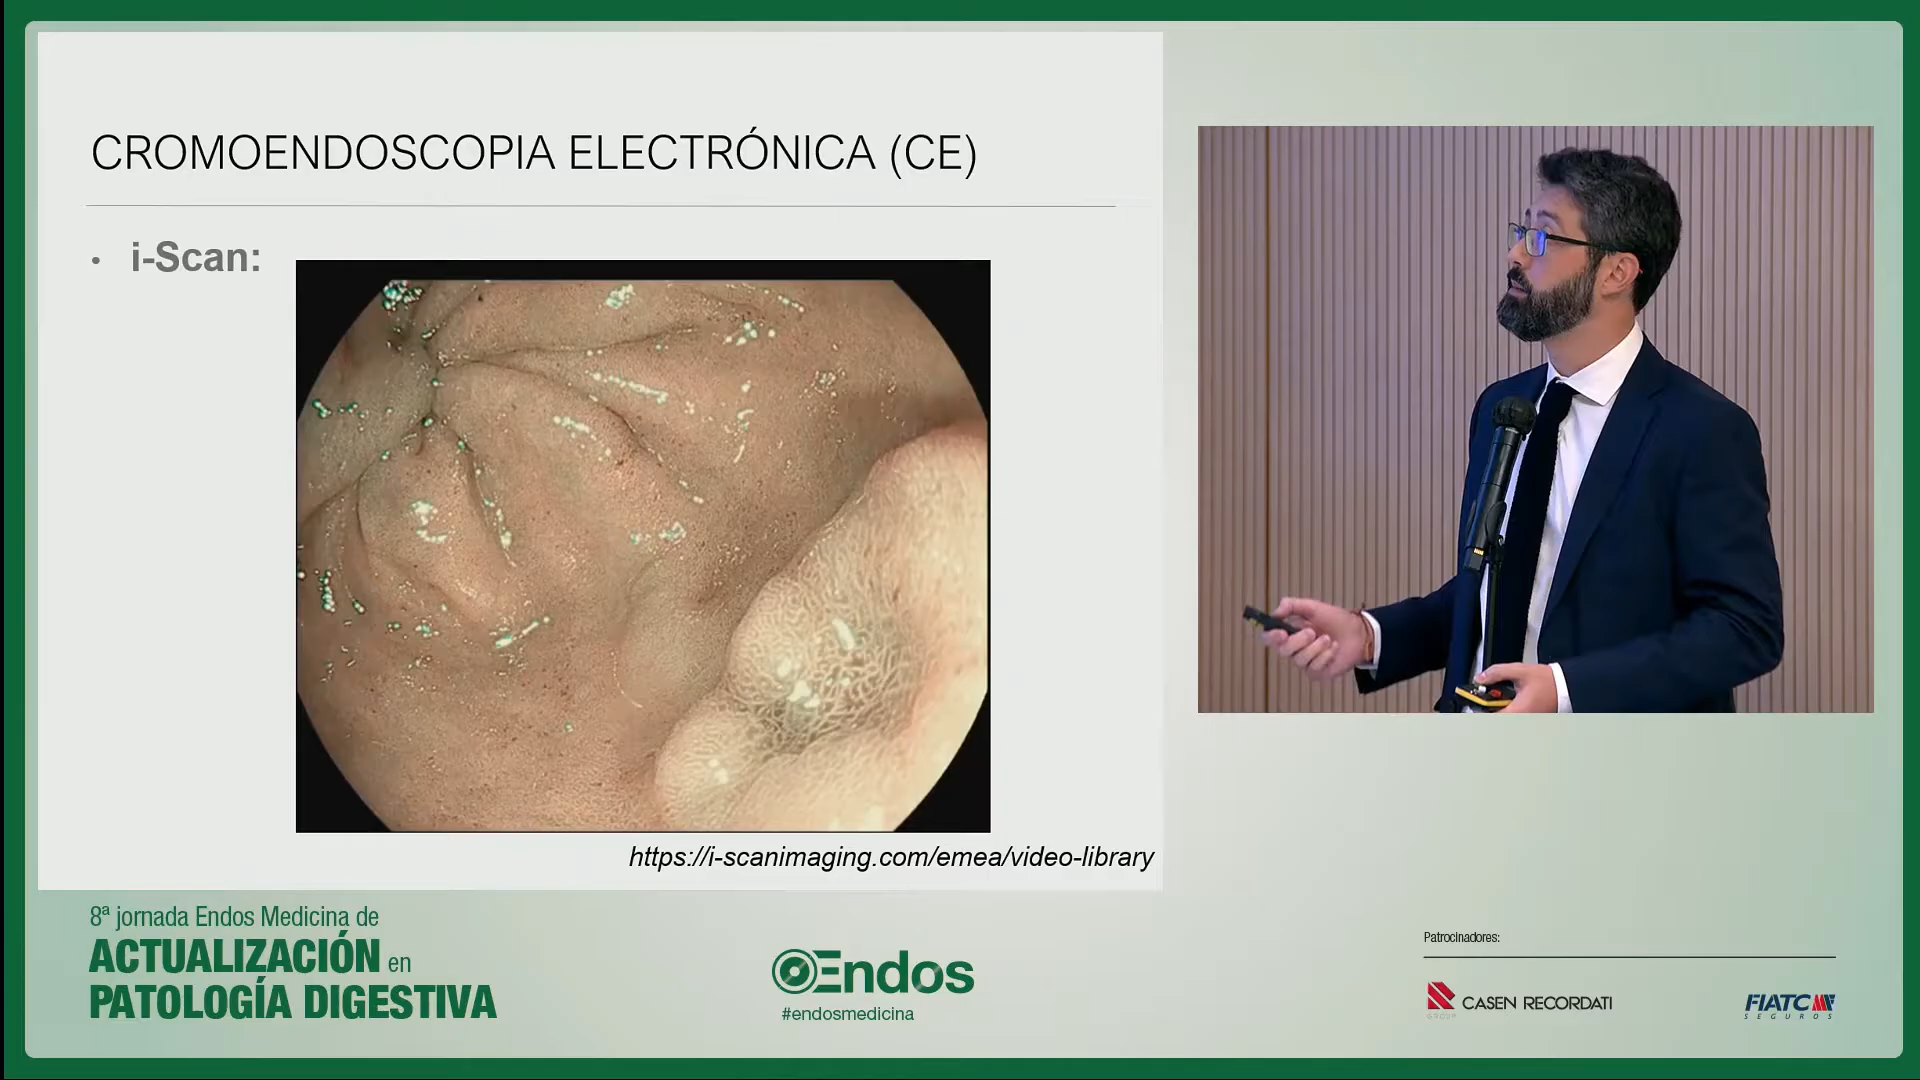 CROMOENDOSCOPIA ELECTRÓNICA (CE)
• i-Scan:
https://i-scanimaging.com/emea/video-library
8ª jornada Endos Medicina de
ACTUALIZACIÓN en
PATOLOGÍA DIGESTIVA
Endos
#endosmedicina
Patrocinadores:
CASEN RECORDATI
GROUP
FIATC
SEGUROS